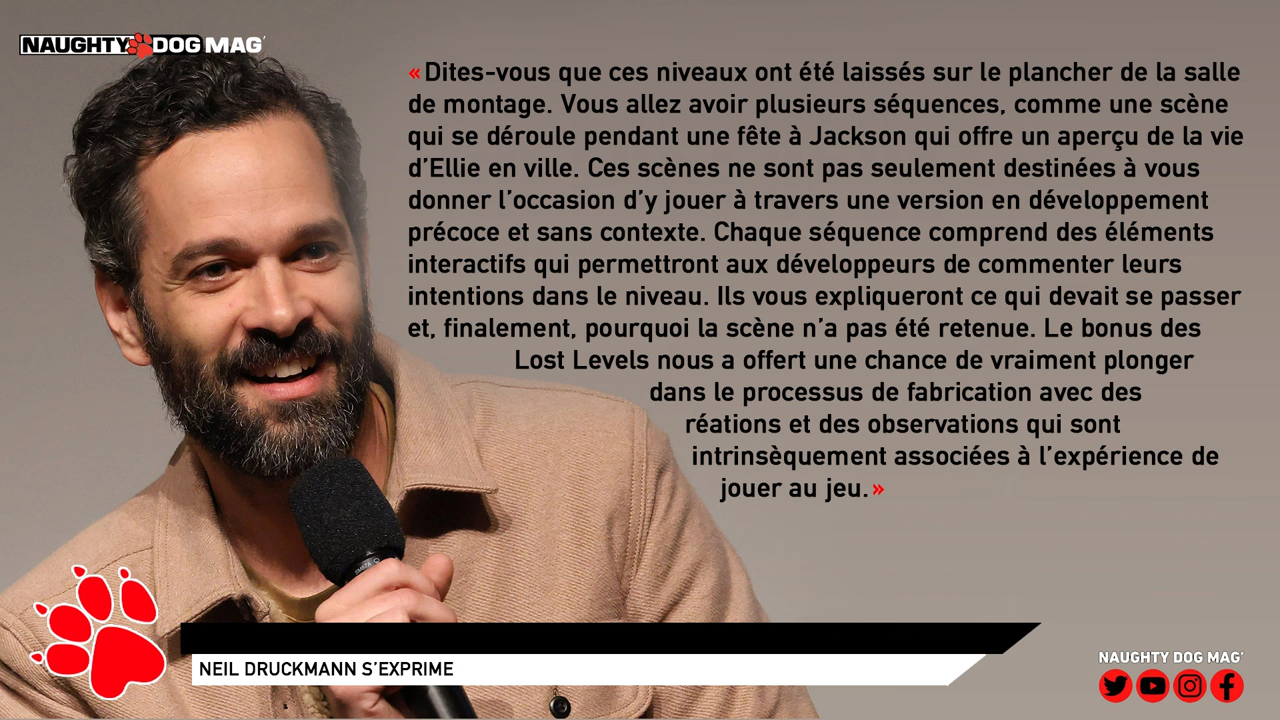 NAUGHTY DOG MAG'
«Dites-vous que ces niveaux ont été laissés sur le plancher de la salle
de montage. Vous allez avoir plusieurs séquences, comme une scène
qui se déroule pendant une fête à Jackson qui offre un aperçu de la vie
d'Ellie en ville. Ces scènes ne sont pas seulement destinées à vous
donner l'occasion d'y jouer à travers une version en développement
précoce et sans contexte. Chaque séquence comprend des éléments
interactifs qui permettront aux développeurs de commenter leurs
intentions dans le niveau. Ils vous expliqueront ce qui devait se passer
et, finalement, pourquoi la scène n'a pas été retenue. Le bonus des
Lost Levels nous a offert une chance de vraiment plonger
dans le processus de fabrication avec des
réations et des observations qui sont
intrinsèquement associées à l'expérience de
jouer au jeu.»
NEIL DRUCKMANN S'EXPRIME
NAUGHTY DOG MAG'